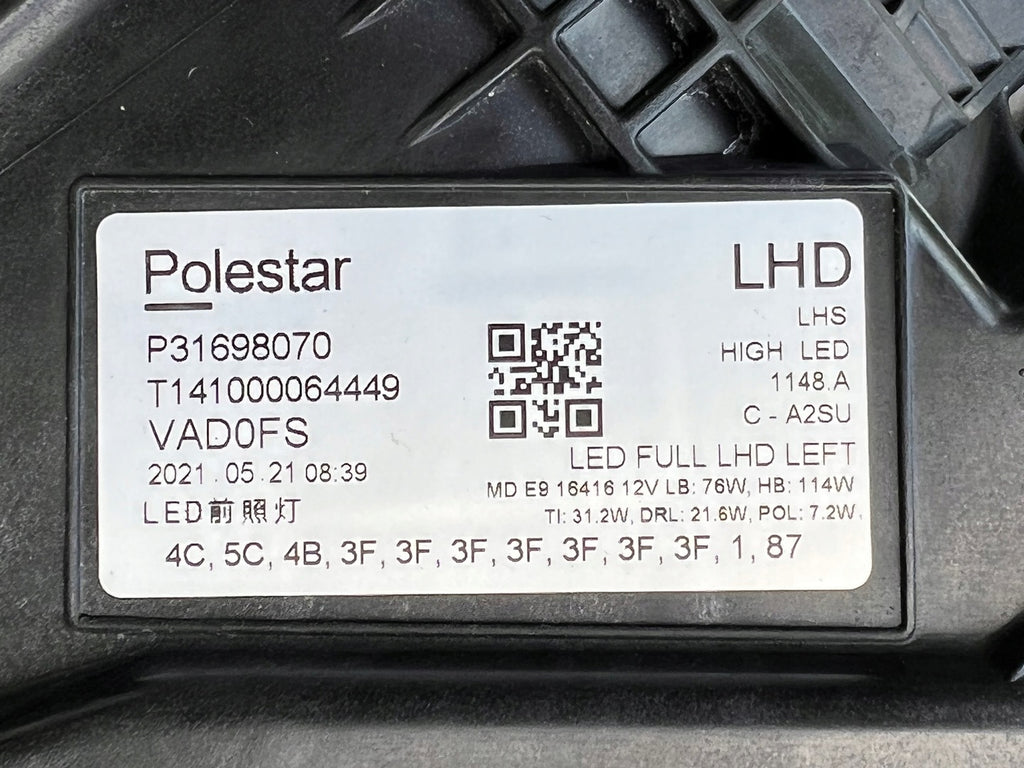 Polestar
P31698070
T141000064449
VAD0FS
2021.05.21 08:39
LED前照灯
LHD
LHS
HIGH LED
1148.A
C - A2SU
LED FULL LHD LEFT
MD E9 16416 12V LB: 76W, HB: 114W
TI: 31.2W, DRL: 21.6W, POL: 7.2W
4C, 5C, 4B, 3F, 3F, 3F, 3F, 3F, 3F, 3F, 1, 87